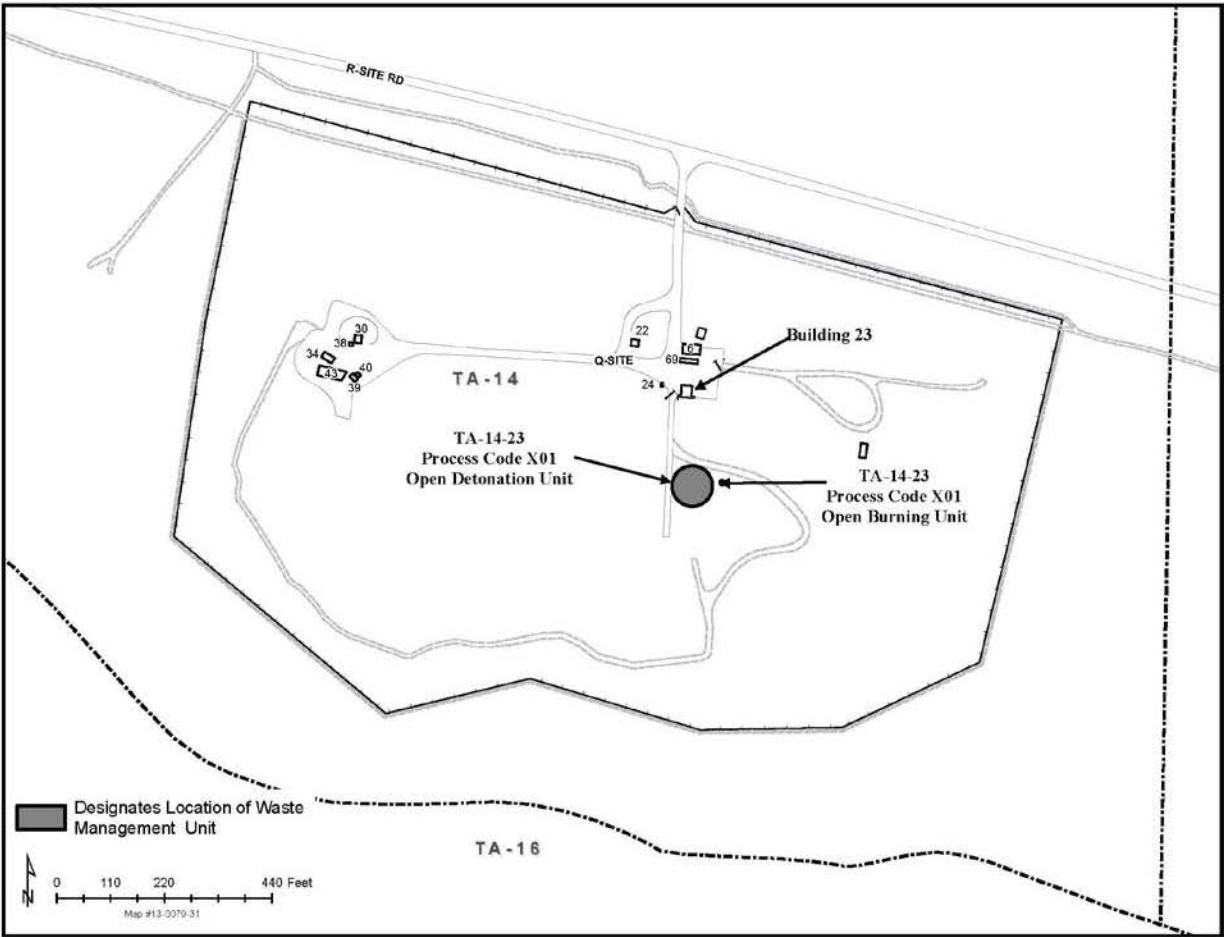 R-SITE RD
30
38
34
43
40
39
22
Q-SITE
6
69
24
Building 23
TA-14
TA-14-23
Process Code X01
Open Detonation Unit
TA-14-23
Process Code X01
Open Burning Unit
Designates Location of Waste
Management Unit
TA-16
N
0 110 220 440 Feet
Map #13-0079-31